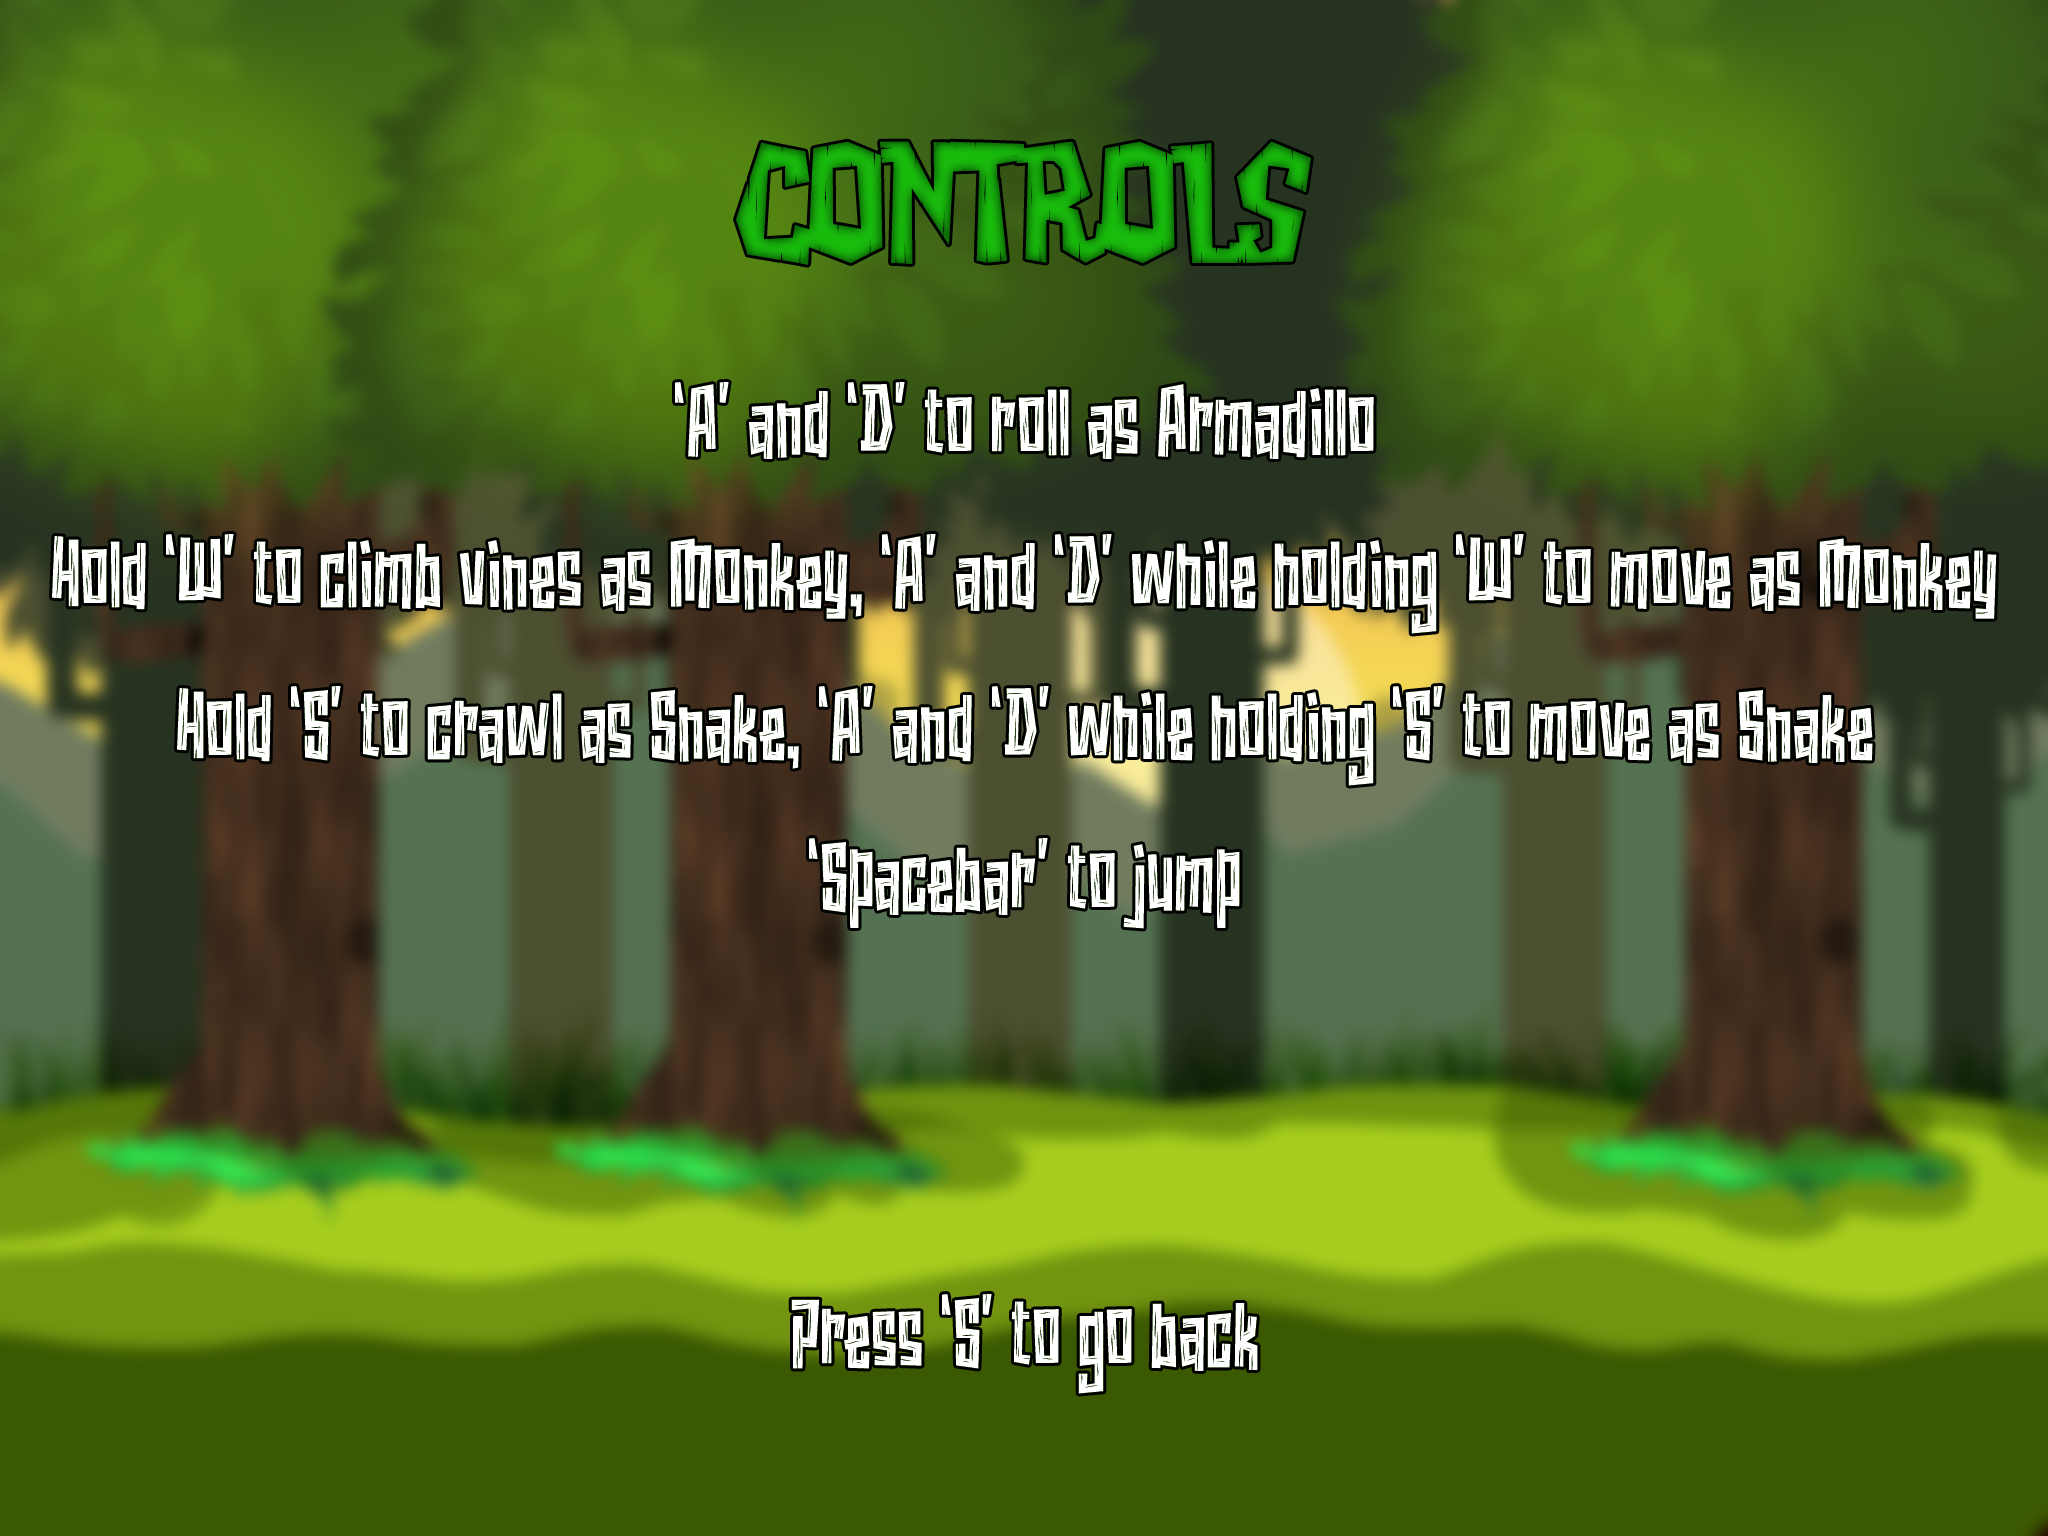 CONTROLS
‘A’ and ‘D’ to roll as Armadillo
Hold ‘W’ to climb vines as Monkey, ‘A’ and ‘D’ while holding ‘W’ to move as Monkey
Hold ‘S’ to crawl as Snake, ‘A’ and ‘D’ while holding ‘S’ to move as Snake
‘Spacebar’ to jump
Press ‘S’ to go back